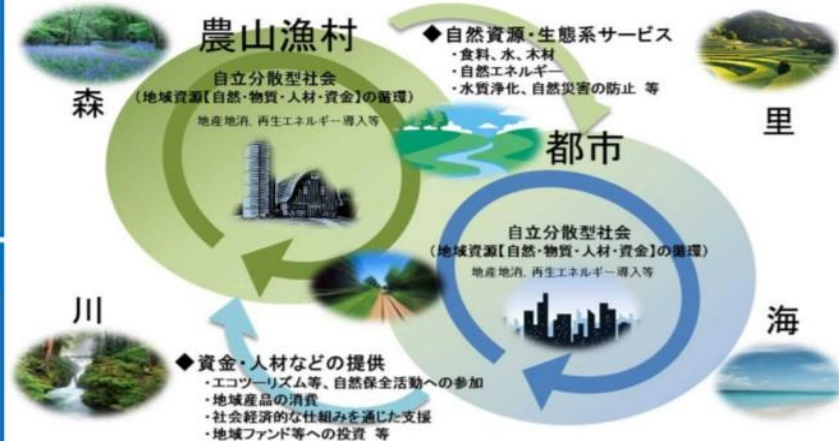 農山漁村
自立分散型社会
(地域資源【自然・物質・人材・資金】の循環)
地産地消、再生エネルギー導入等
森
◆自然資源・生態系サービス
・食料、水、木材
・自然エネルギー
・水質浄化、自然災害の防止 等
里
都市
自立分散型社会
(地域資源【自然・物質・人材・資金】の循環)
地産地消、再生エネルギー導入等
川
海
◆資金・人材などの提供
・エコツーリズム等、自然保全活動への参加
・地域産品の消費
・社会経済的な仕組みを通じた支援
・地域ファンド等への投資 等